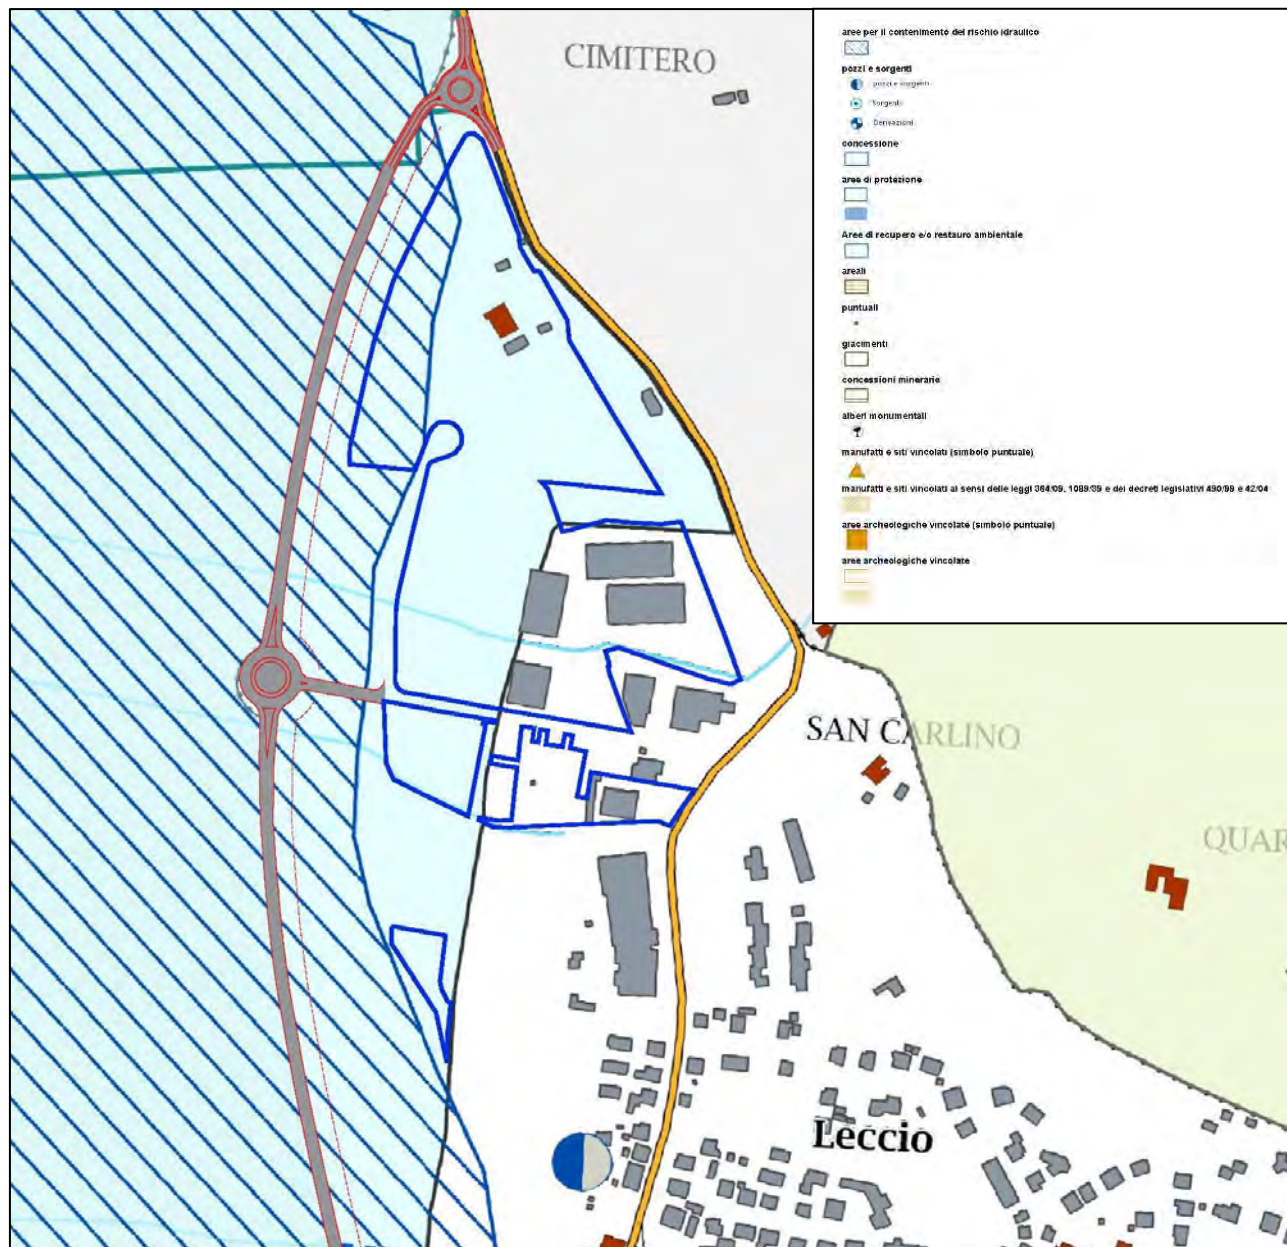 CIMITERO
aree per il contenimento del rischio idraulico
pozzi e sorgenti
pozzi e sorgenti
Sorgenti
Derivazioni
concessione
aree di protezione
Aree di recupero e/o restauro ambientale
areali
puntuali
giacimenti
concessioni minerarie
alberi monumentali
manufatti e siti vincolati (simbolo puntuale)
manufatti e siti vincolati ai sensi delle leggi 364/09, 1089/39 e dei decreti legislativi 490/99 e 42/04
aree archeologiche vincolate (simbolo puntuale)
aree archeologiche vincolate
SAN CARLINO
QUAR
Leccio